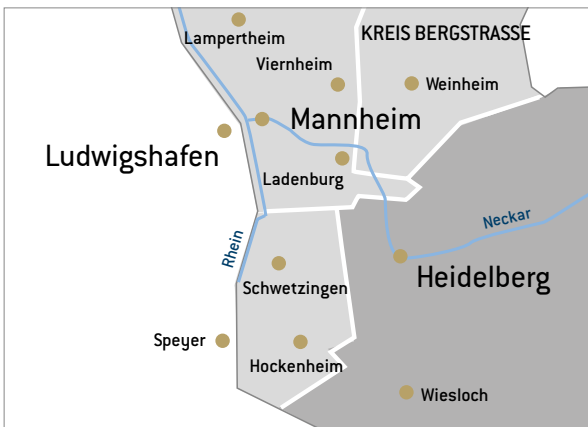 Lampertheim
KREIS BERGSTRASSE
Viernheim
Weinheim
Mannheim
Ludwigshafen
Ladenburg
Neckar
Rhein
Heidelberg
Schwetzingen
Speyer
Hockenheim
Wiesloch